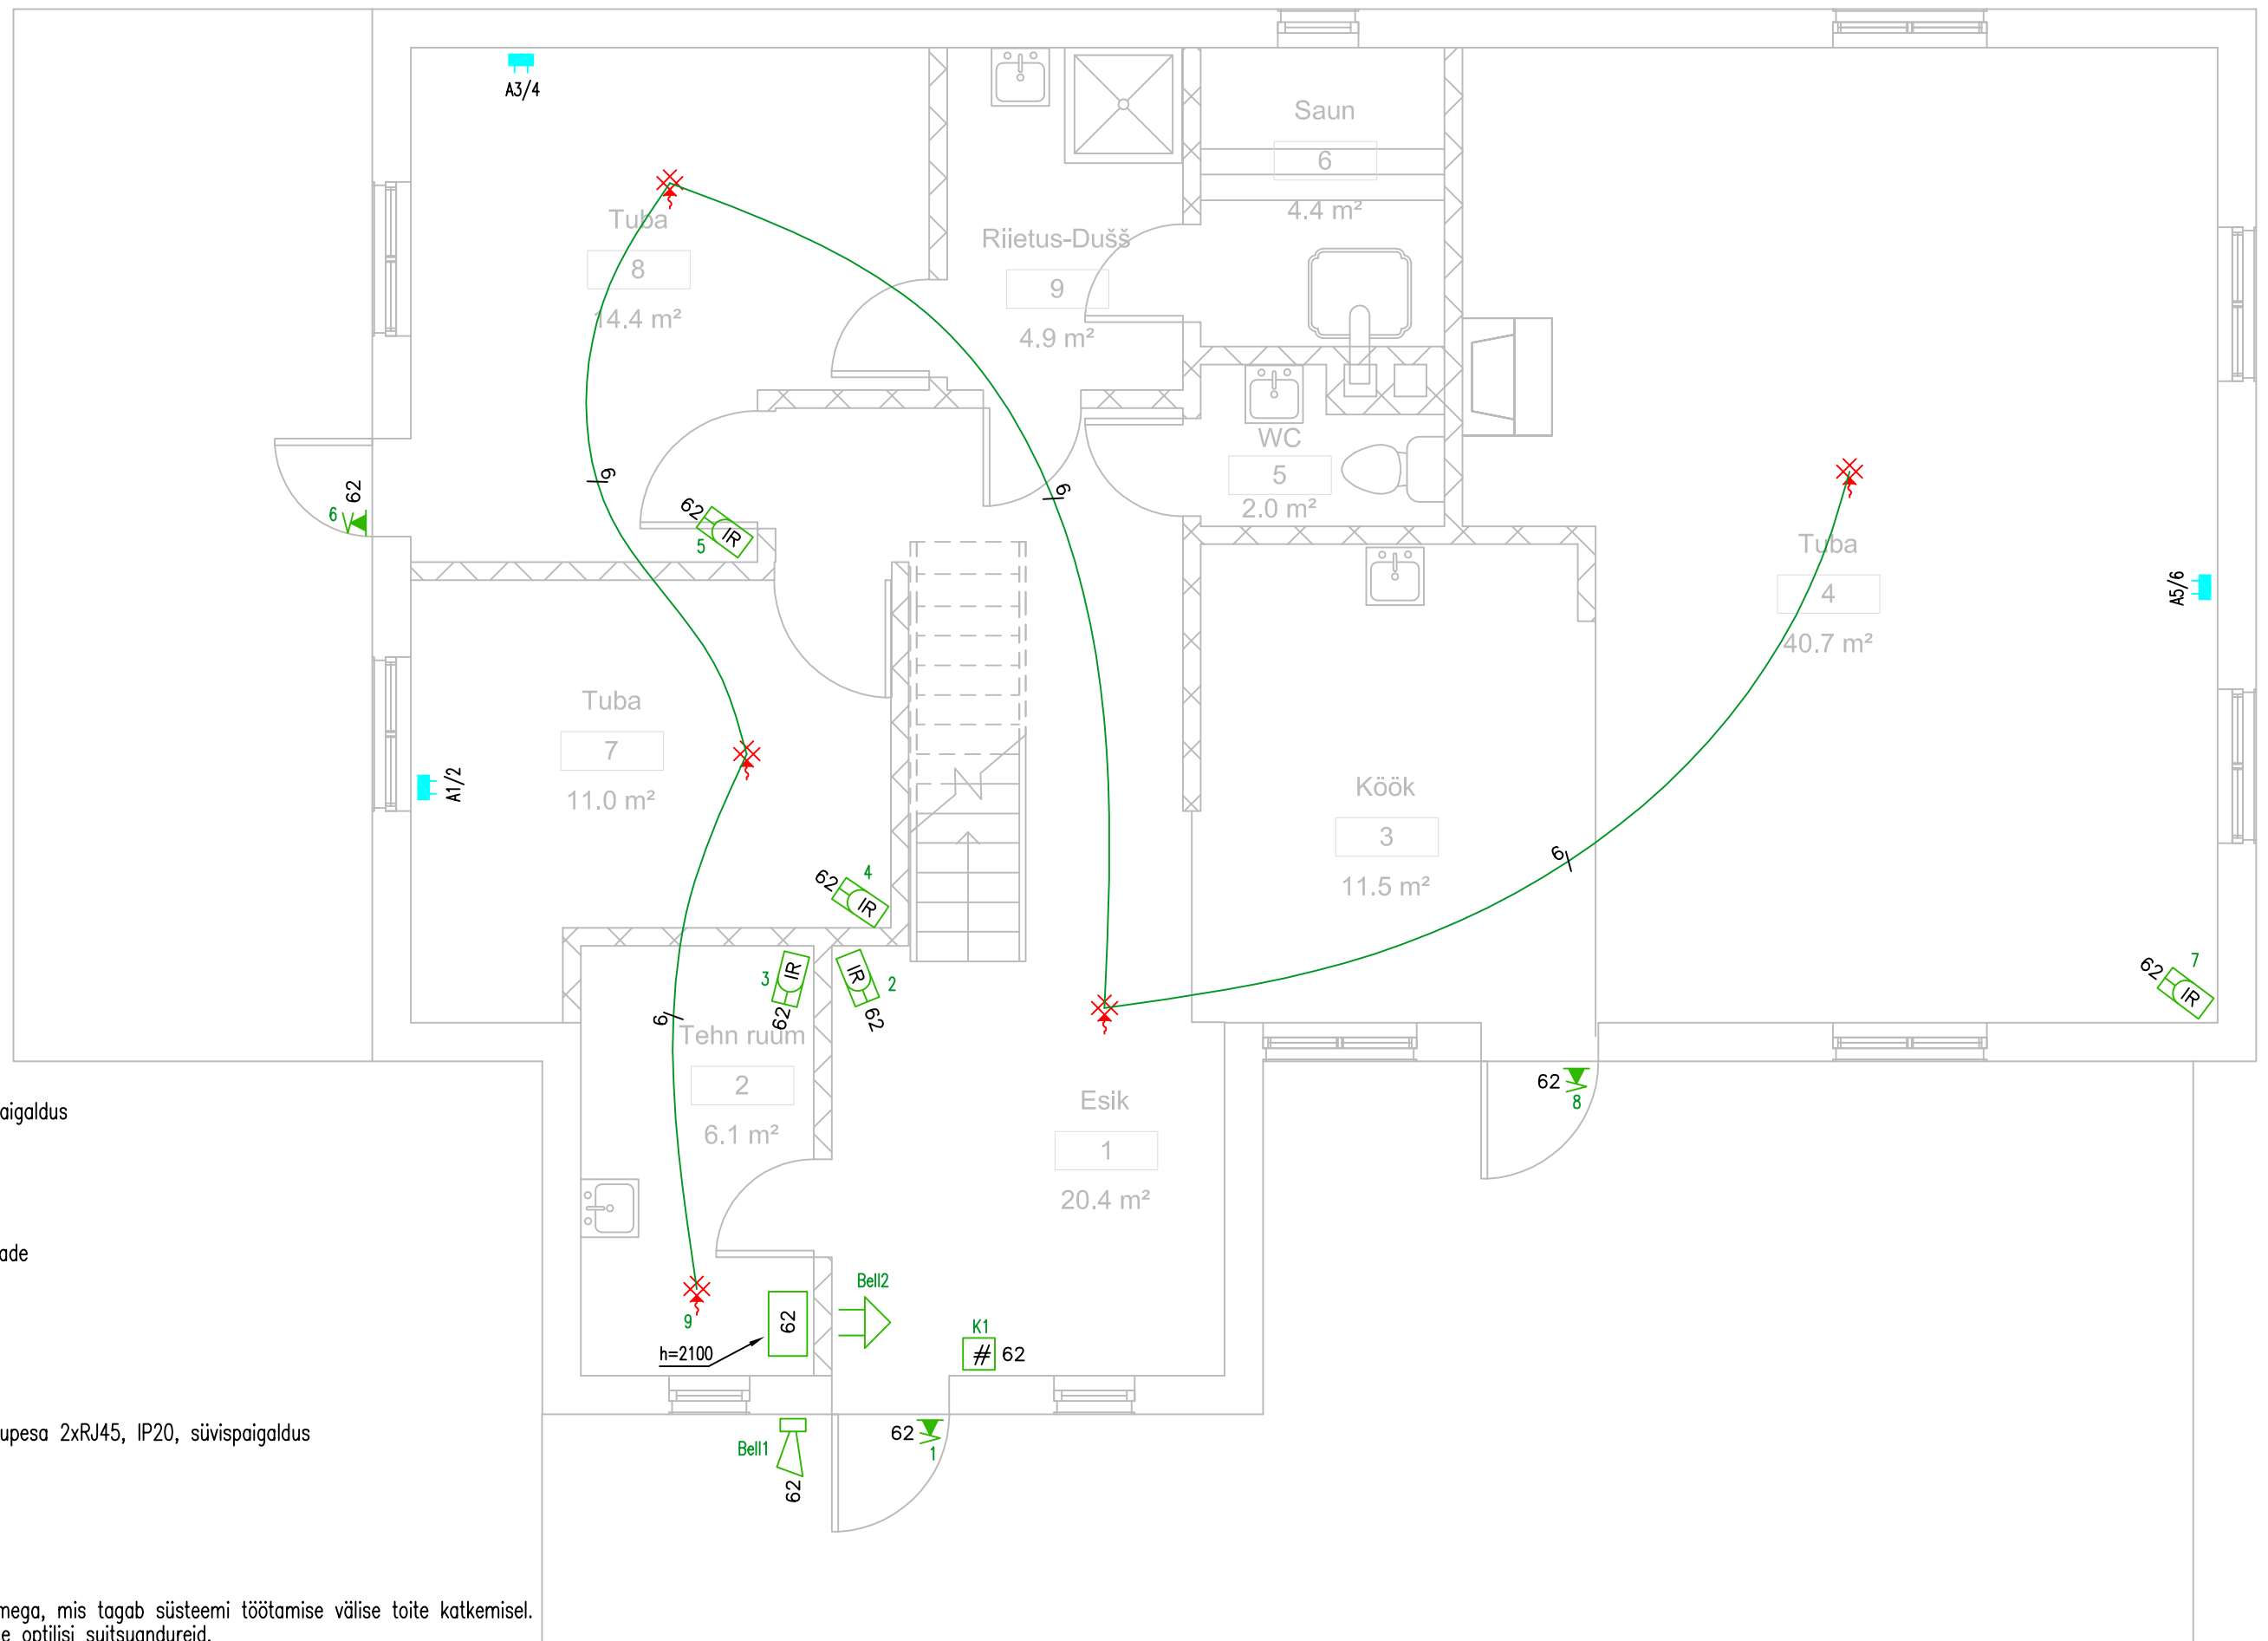 A3/4
Saun
6
4.4 m²
Tuba
8
14.4 m²
Riietus-Dušš
9
4.9 m²
WC
5
2.0 m²
6
6
62
6
62
5
IR
Tuba
4
40.7 m²
A5/6
Tuba
7
11.0 m²
A1/2
Köök
3
11.5 m²
6
62
4
IR
3
IR
62
IR
2
62
62
7
IR
6
Tehn ruum
2
6.1 m²
Esik
1
20.4 m²
62
8
aigaldus
ade
9
h=2100
62
Bell2
K1
#
62
Bell1
62
62
1
upesa 2xRJ45, IP20, süvispaigaldus
mega, mis tagab süsteemi töötamise välise toite katkemisel.
e optilisi suitsuandureid.